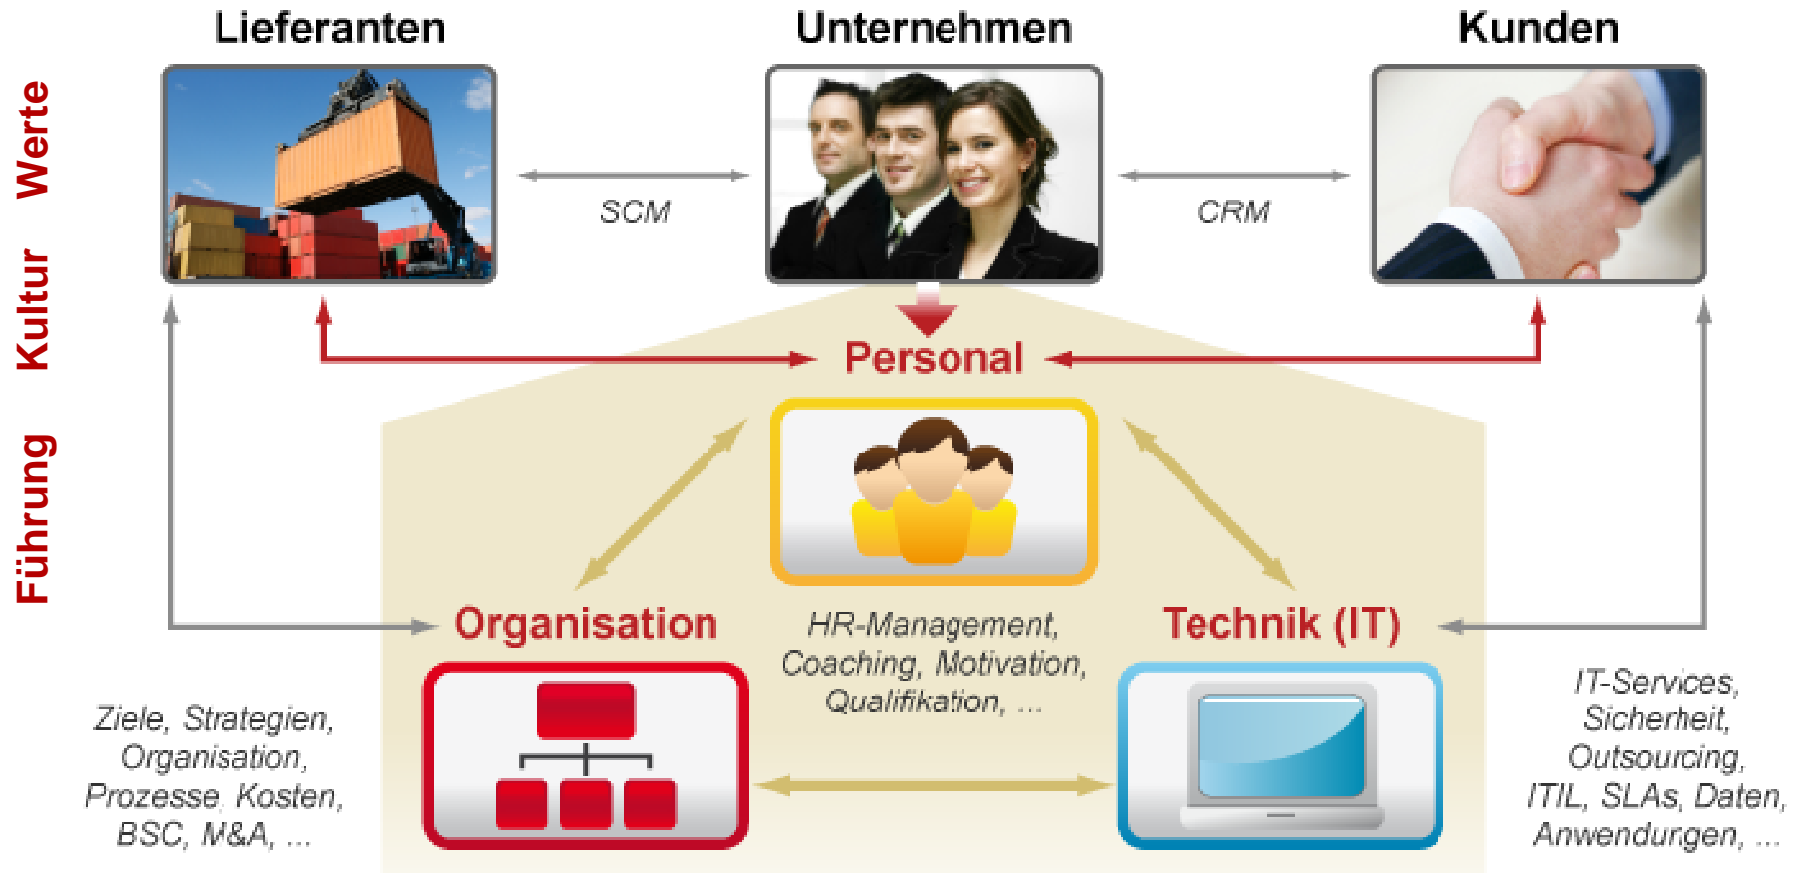 Lieferanten
Unternehmen
Kunden
Werte
Kultur
Führung
SCM
CRM
Personal
Organisation
HR-Management,
Coaching, Motivation,
Qualifikation, ...
Technik (IT)
Ziele, Strategien,
Organisation,
Prozesse, Kosten,
BSC, M&A, ...
IT-Services,
Sicherheit,
Outsourcing,
ITIL, SLAs, Daten,
Anwendungen, ...